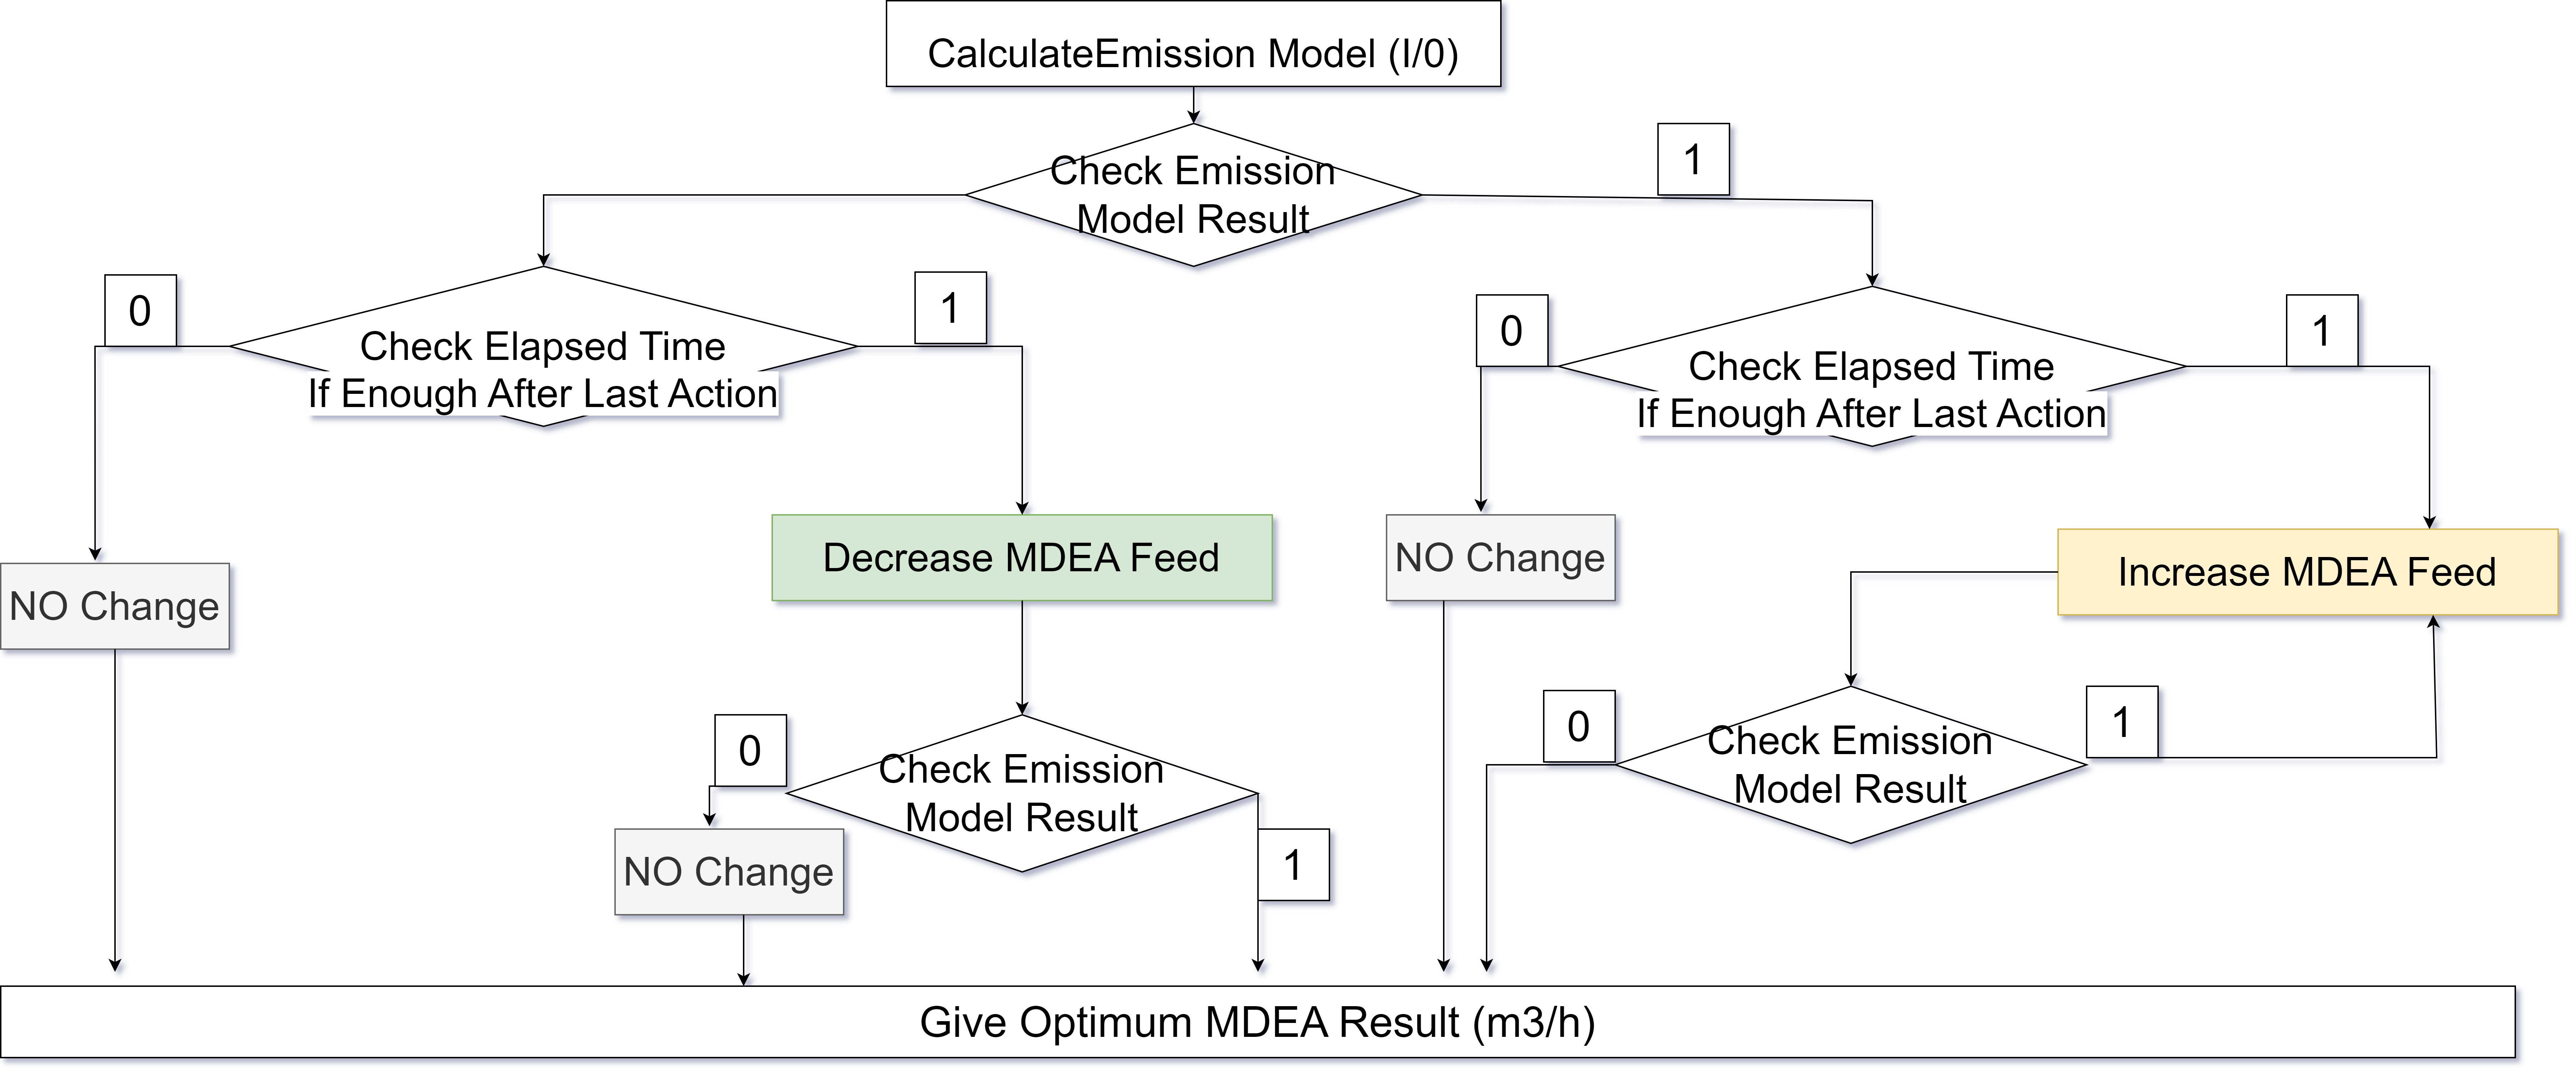 CalculateEmission Model (I/0)
Check Emission
Model Result
1
0
Check Elapsed Time
If Enough After Last Action
1
0
Check Elapsed Time
If Enough After Last Action
1
NO Change
Decrease MDEA Feed
NO Change
Increase MDEA Feed
0
Check Emission
Model Result
1
NO Change
0
Check Emission
Model Result
1
Give Optimum MDEA Result (m3/h)